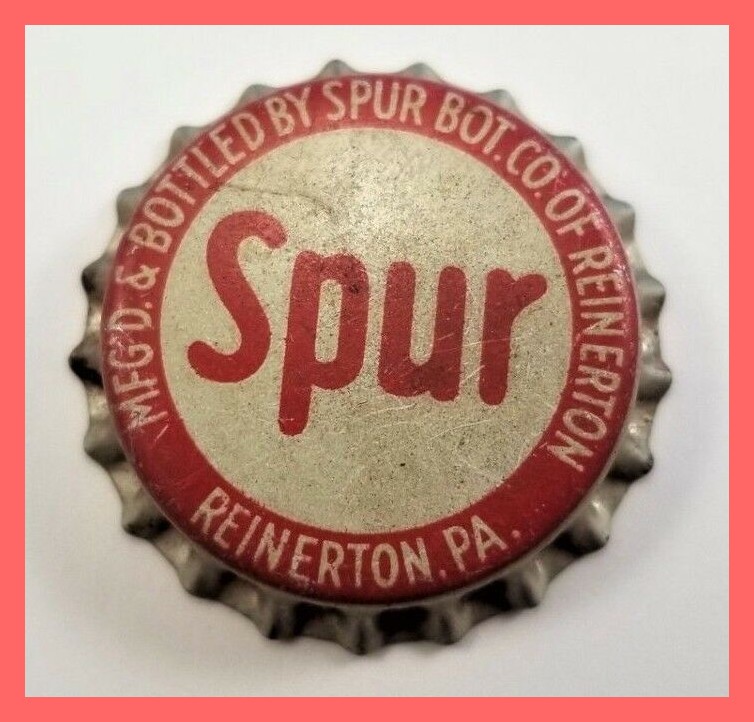 MFG'D. & BOTTLED BY SPUR BOT. CO. OF REINERTON
Spur
REINERTON, PA.